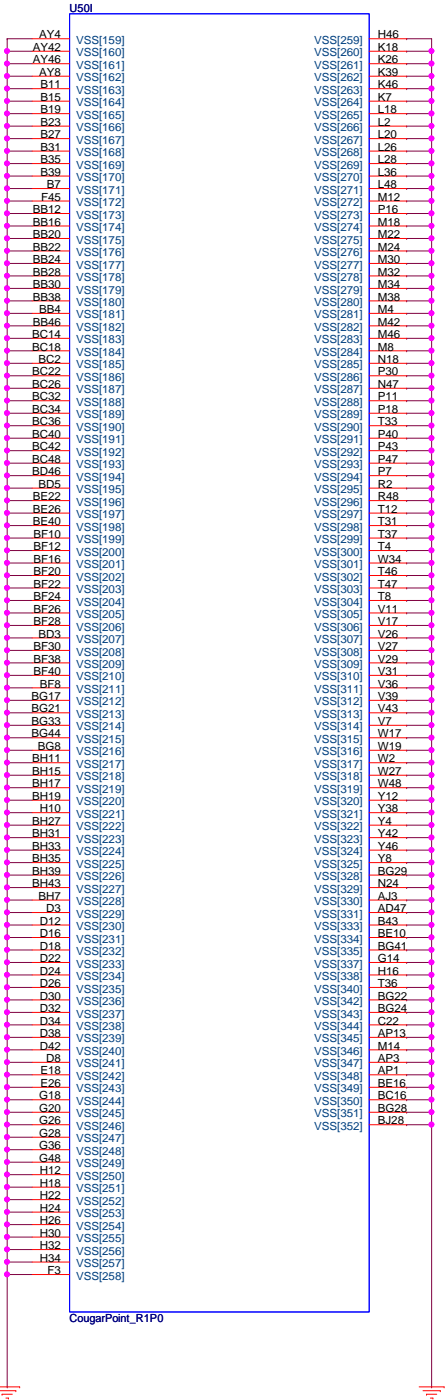 U50I
AY4 VSS[159] VSS[259] H46
AY42 VSS[160] VSS[260] K18
AY46 VSS[161] VSS[261] K26
AY8 VSS[162] VSS[262] K39
B11 VSS[163] VSS[263] K46
B15 VSS[164] VSS[264] K7
B19 VSS[165] VSS[265] L18
B23 VSS[166] VSS[266] L2
B27 VSS[167] VSS[267] L20
B31 VSS[168] VSS[268] L26
B35 VSS[169] VSS[269] L28
B39 VSS[170] VSS[270] L36
B7 VSS[171] VSS[271] L48
F45 VSS[172] VSS[272] M12
BB12 VSS[173] VSS[273] P16
BB16 VSS[174] VSS[274] M18
BB20 VSS[175] VSS[275] M22
BB22 VSS[176] VSS[276] M24
BB24 VSS[177] VSS[277] M30
BB28 VSS[178] VSS[278] M32
BB30 VSS[179] VSS[279] M34
BB38 VSS[180] VSS[280] M38
BB4 VSS[181] VSS[281] M4
BB46 VSS[182] VSS[282] M42
BC14 VSS[183] VSS[283] M46
BC18 VSS[184] VSS[284] M8
BC2 VSS[185] VSS[285] N18
BC22 VSS[186] VSS[286] P30
BC26 VSS[187] VSS[287] N47
BC32 VSS[188] VSS[288] P11
BC34 VSS[189] VSS[289] P18
BC36 VSS[190] VSS[290] T33
BC40 VSS[191] VSS[291] P40
BC42 VSS[192] VSS[292] P43
BC48 VSS[193] VSS[293] P47
BD46 VSS[194] VSS[294] P7
BD5 VSS[195] VSS[295] R2
BE22 VSS[196] VSS[296] R48
BE26 VSS[197] VSS[297] T12
BE40 VSS[198] VSS[298] T31
BF10 VSS[199] VSS[299] T37
BF12 VSS[200] VSS[300] T4
BF16 VSS[201] VSS[301] W34
BF20 VSS[202] VSS[302] T46
BF22 VSS[203] VSS[303] T47
BF24 VSS[204] VSS[304] T8
BF26 VSS[205] VSS[305] V11
BF28 VSS[206] VSS[306] V17
BD3 VSS[207] VSS[307] V26
BF30 VSS[208] VSS[308] V27
BF38 VSS[209] VSS[309] V29
BF40 VSS[210] VSS[310] V31
BF8 VSS[211] VSS[311] V36
BG17 VSS[212] VSS[312] V39
BG21 VSS[213] VSS[313] V43
BG33 VSS[214] VSS[314] V7
BG44 VSS[215] VSS[315] W17
BG8 VSS[216] VSS[316] W19
BH11 VSS[217] VSS[317] W2
BH15 VSS[218] VSS[318] W27
BH17 VSS[219] VSS[319] W48
BH19 VSS[220] VSS[320] Y12
H10 VSS[221] VSS[321] Y38
BH27 VSS[222] VSS[322] Y4
BH31 VSS[223] VSS[323] Y42
BH33 VSS[224] VSS[324] Y46
BH35 VSS[225] VSS[325] Y8
BH39 VSS[226] VSS[328] BG29
BH43 VSS[227] VSS[329] N24
BH7 VSS[228] VSS[330] AJ3
D3 VSS[229] VSS[331] AD47
D12 VSS[230] VSS[333] B43
D16 VSS[231] VSS[334] BE10
D18 VSS[232] VSS[335] BG41
D22 VSS[233] VSS[337] G14
D24 VSS[234] VSS[338] H16
D26 VSS[235] VSS[340] T36
D30 VSS[236] VSS[342] BG22
D32 VSS[237] VSS[343] BG24
D34 VSS[238] VSS[344] C22
D38 VSS[239] VSS[345] AP13
D42 VSS[240] VSS[346] M14
D8 VSS[241] VSS[347] AP3
E18 VSS[242] VSS[348] AP1
E26 VSS[243] VSS[349] BE16
G18 VSS[244] VSS[350] BC16
G20 VSS[245] VSS[351] BG28
G26 VSS[246] VSS[352] BJ28
G28 VSS[247]
G36 VSS[248]
G48 VSS[249]
H12 VSS[250]
H18 VSS[251]
H22 VSS[252]
H24 VSS[253]
H26 VSS[254]
H30 VSS[255]
H32 VSS[256]
H34 VSS[257]
F3 VSS[258]
CougarPoint_R1P0